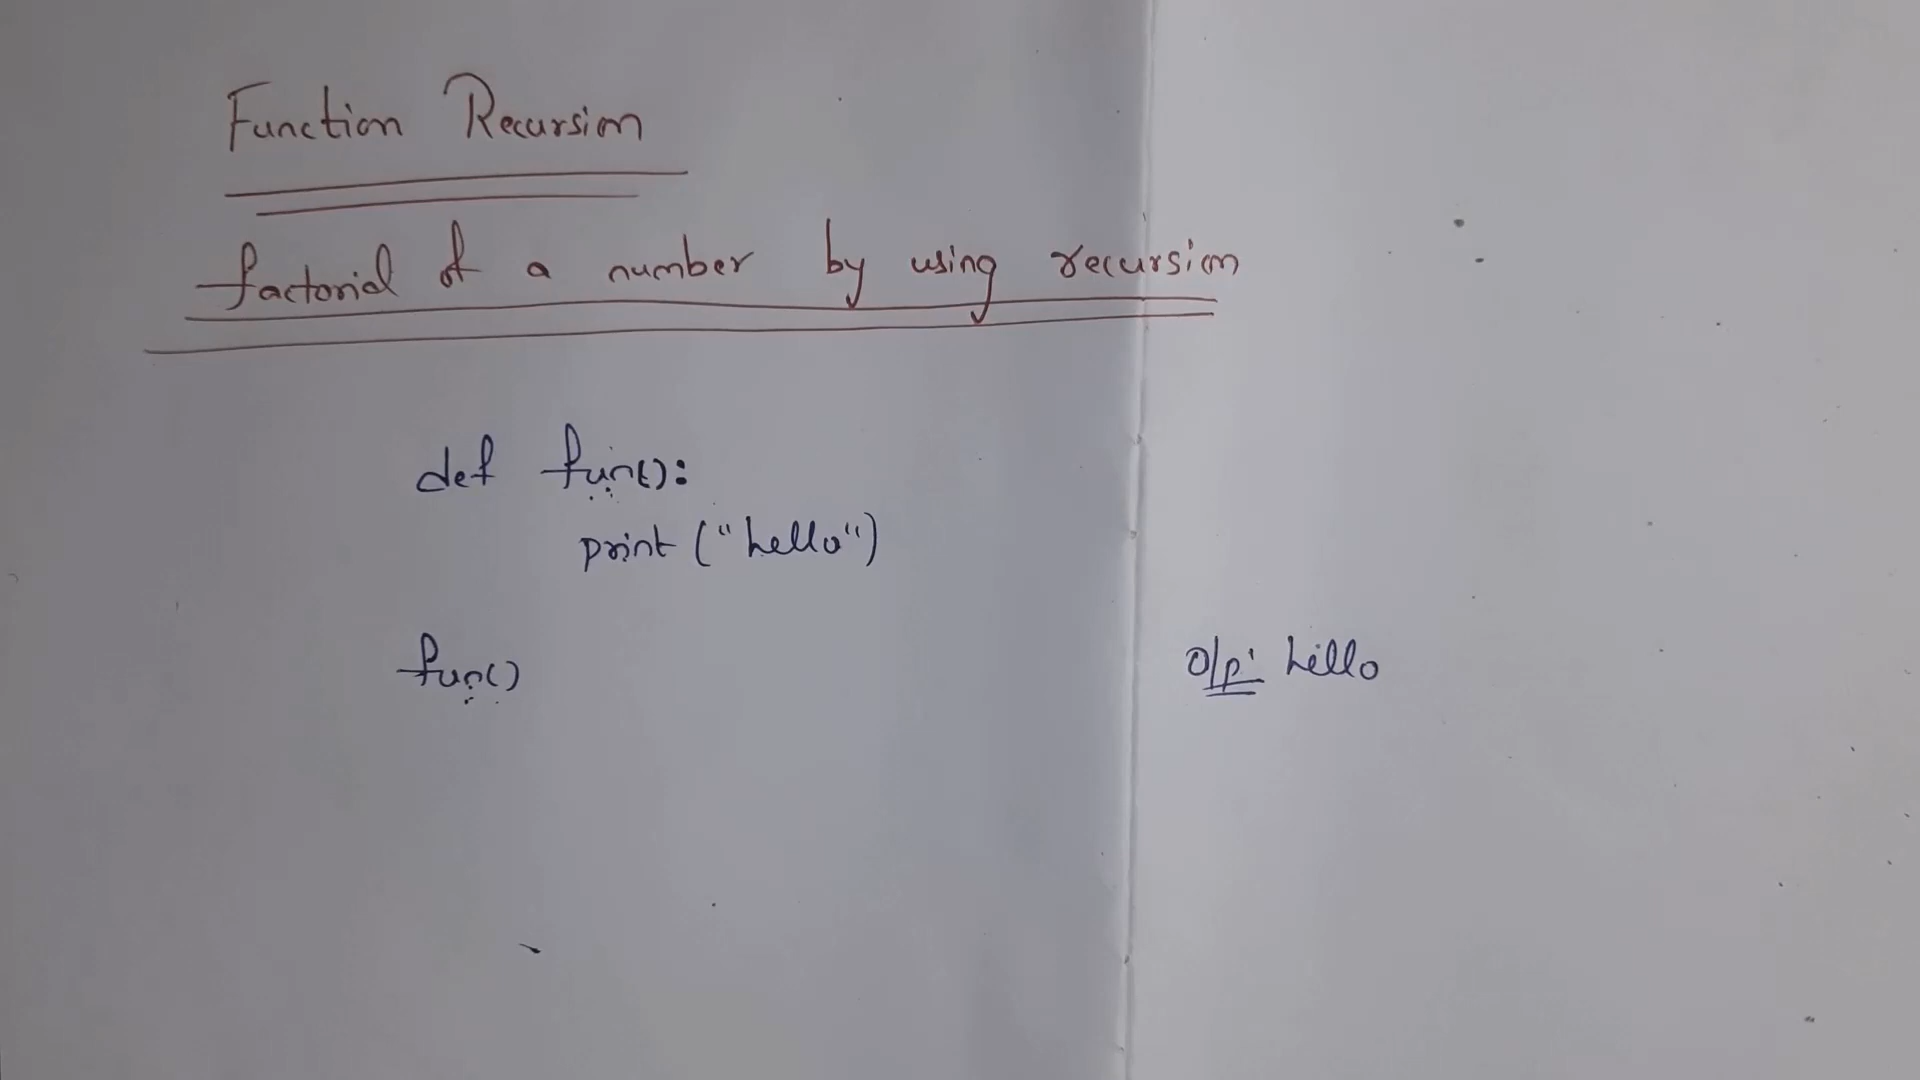 Function Recursion
factorial of a number by using recursion
def fun():
print ("hello")
fun()
O/p: hello